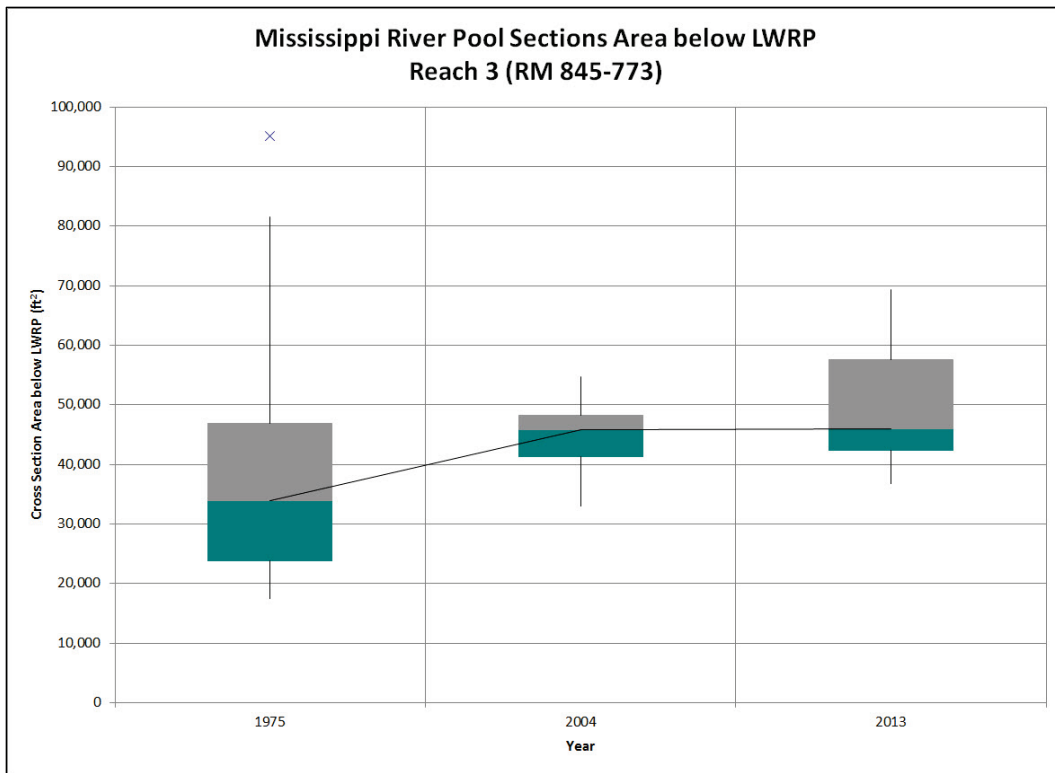 Mississippi River Pool Sections Area below LWRP
Reach 3 (RM 845-773)
100,000
90,000
80,000
70,000
60,000
50,000
40,000
30,000
20,000
10,000
0
Cross Section Area below LWRP (ft²)
1975 2004 2013
Year